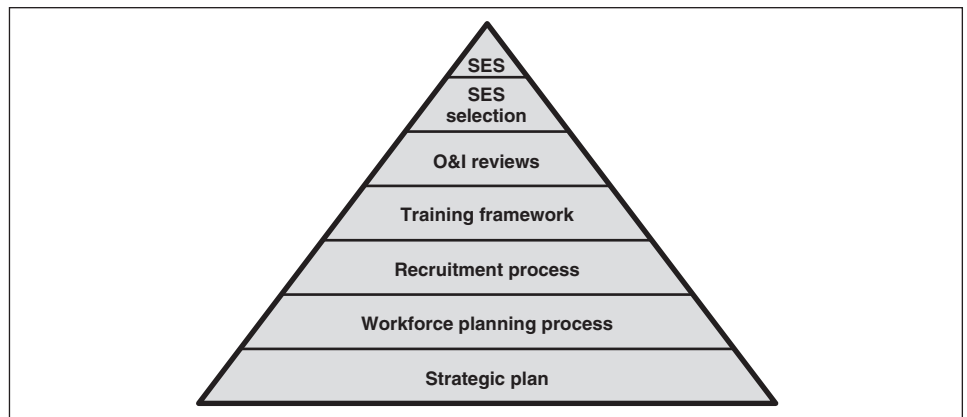 SES
SES
selection
O&I reviews
Training framework
Recruitment process
Workforce planning process
Strategic plan